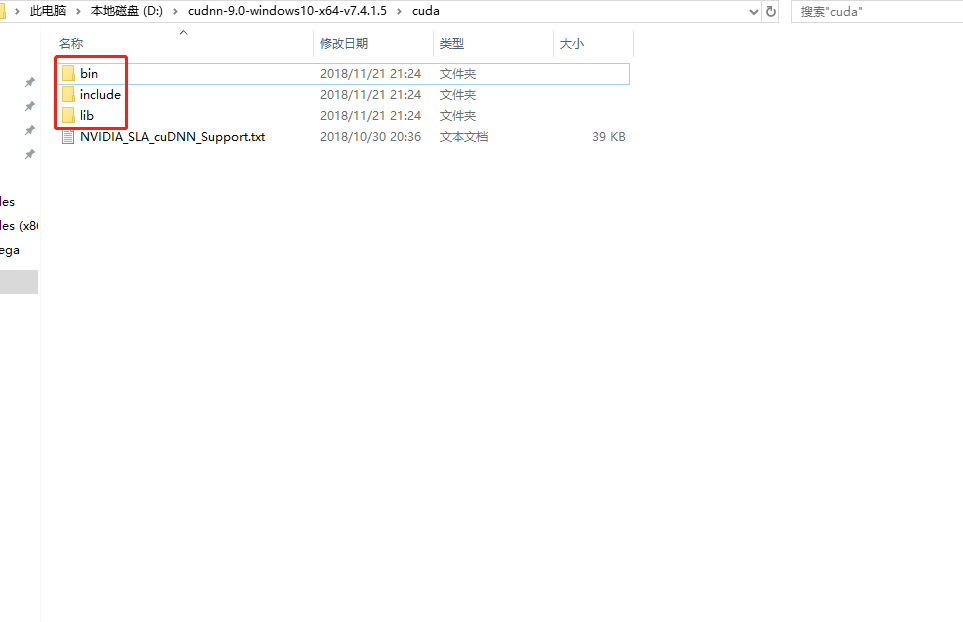 此电脑 › 本地磁盘 (D:) › cudnn-9.0-windows10-x64-v7.4.1.5 › cuda
搜索"cuda"
名称 修改日期 类型 大小
bin 2018/11/21 21:24 文件夹
include 2018/11/21 21:24 文件夹
lib 2018/11/21 21:24 文件夹
NVIDIA_SLA_cuDNN_Support.txt 2018/10/30 20:36 文本文档 39 KB
les
les (x86
ega